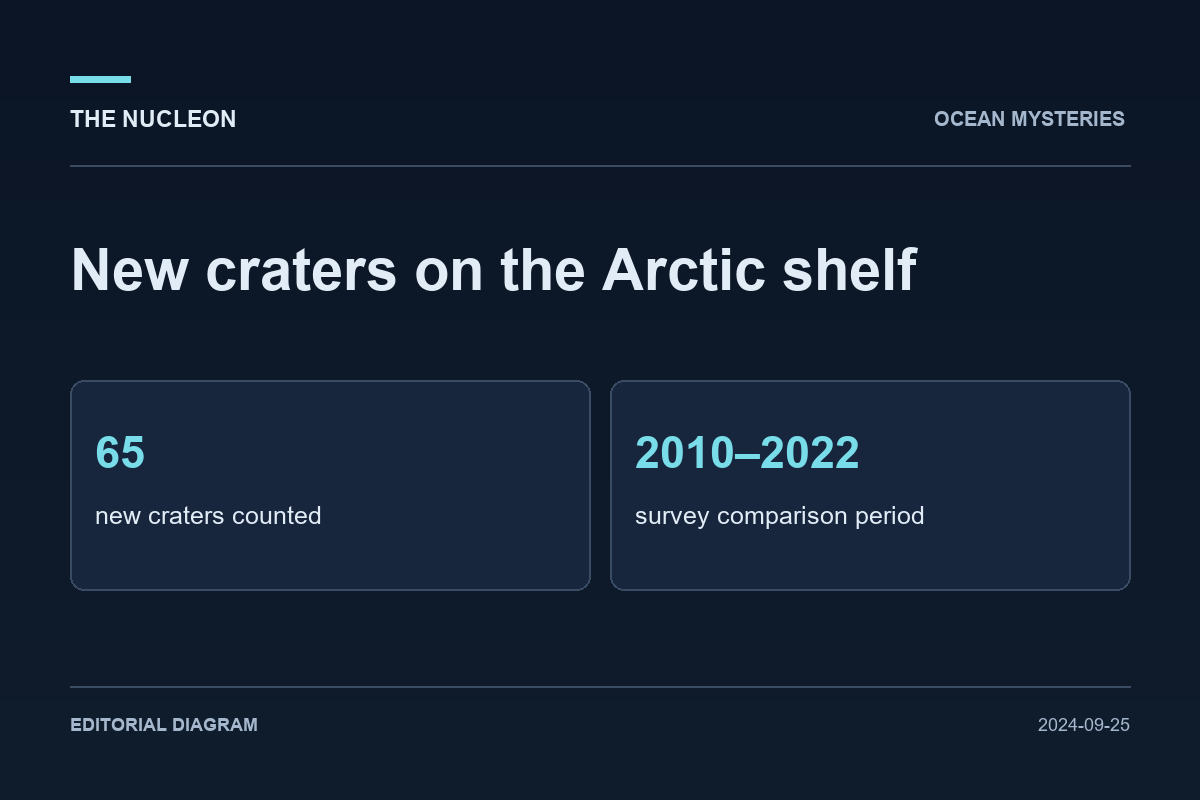 THE NUCLEON
OCEAN MYSTERIES
New craters on the Arctic shelf
65
new craters counted
2010–2022
survey comparison period
EDITORIAL DIAGRAM
2024-09-25